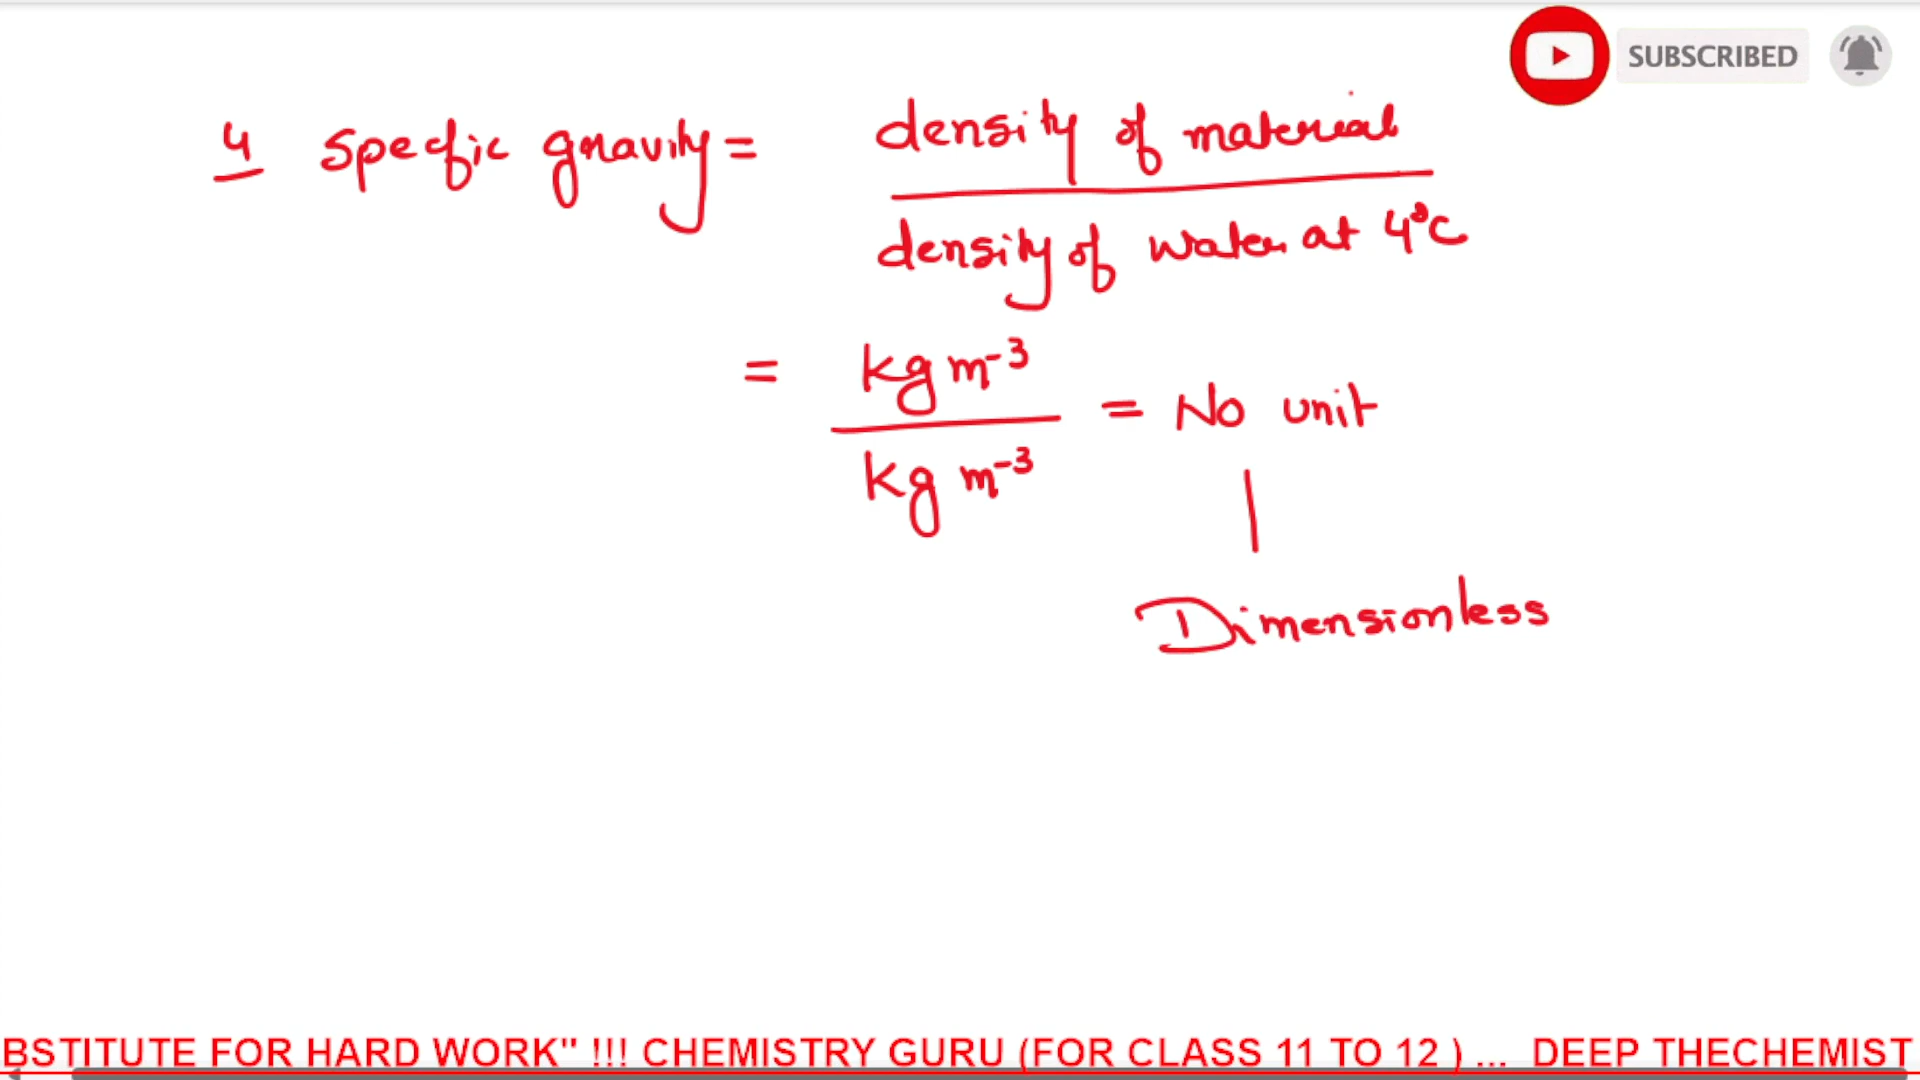 SUBSCRIBED
4 specific gravity = density of material
density of water at 4°C
= kg m⁻³
kg m⁻³
= No unit
Dimensionless
BSTITUTE FOR HARD WORK" !!! CHEMISTRY GURU (FOR CLASS 11 TO 12 ) ... DEEP THECHEMIST